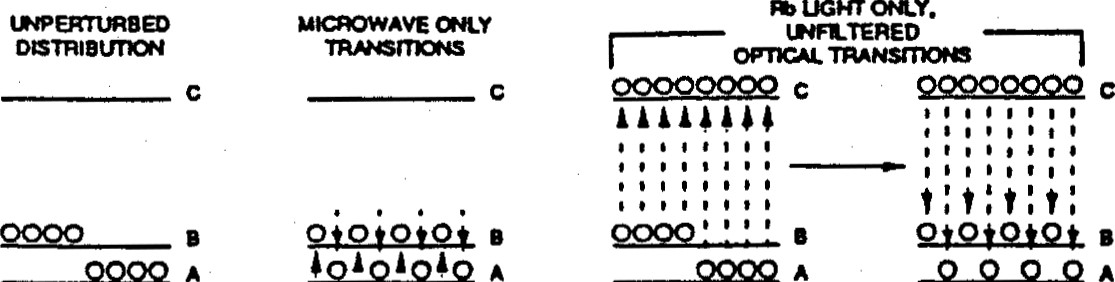 UNPERTURBED
DISTRIBUTION
MICROWAVE ONLY
TRANSITIONS
Rb LIGHT ONLY,
UNFILTERED
OPTICAL TRANSITIONS
C
C
C
C
B
B
B
B
A
A
A
A